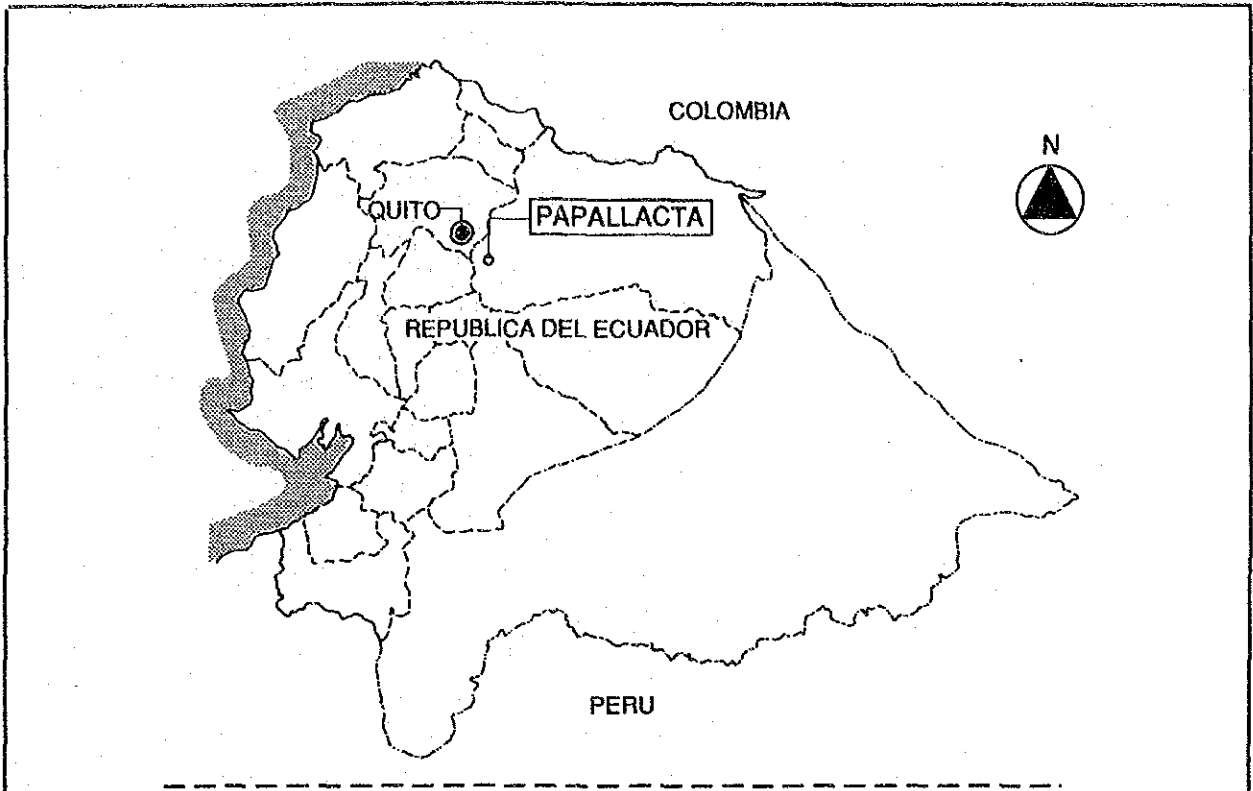 COLOMBIA
N
QUITO
PAPALLACTA
REPUBLICA DEL ECUADOR
PERU